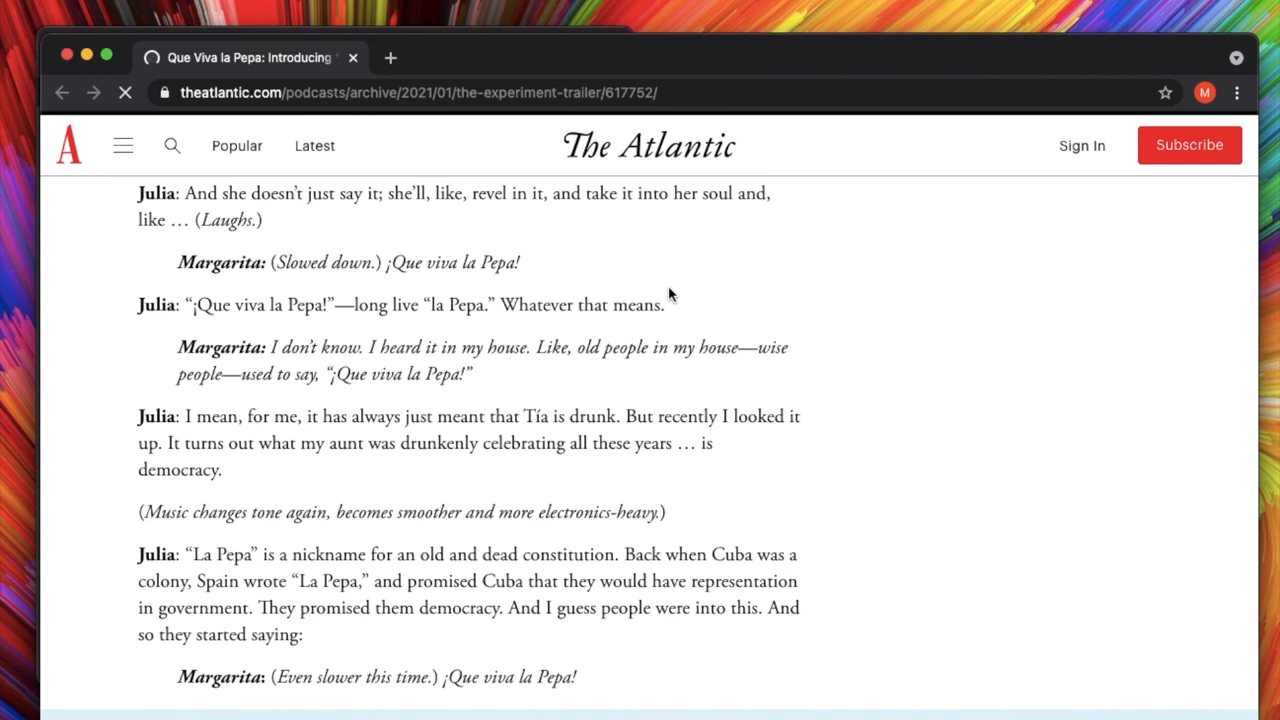 Que Viva la Pepa: Introducing
theatlantic.com/podcasts/archive/2021/01/the-experiment-trailer/617752/
M
A
Popular
Latest
The Atlantic
Sign In
Subscribe
Julia: And she doesn’t just say it; she’ll, like, revel in it, and take it into her soul and,
like … (Laughs.)
Margarita: (Slowed down.) ¡Que viva la Pepa!
Julia: “¡Que viva la Pepa!”—long live “la Pepa.” Whatever that means.
Margarita: I don’t know. I heard it in my house. Like, old people in my house—wise
people—used to say, “¡Que viva la Pepa!”
Julia: I mean, for me, it has always just meant that Tía is drunk. But recently I looked it
up. It turns out what my aunt was drunkenly celebrating all these years … is
democracy.
(Music changes tone again, becomes smoother and more electronics-heavy.)
Julia: “La Pepa” is a nickname for an old and dead constitution. Back when Cuba was a
colony, Spain wrote “La Pepa,” and promised Cuba that they would have representation
in government. They promised them democracy. And I guess people were into this. And
so they started saying:
Margarita: (Even slower this time.) ¡Que viva la Pepa!